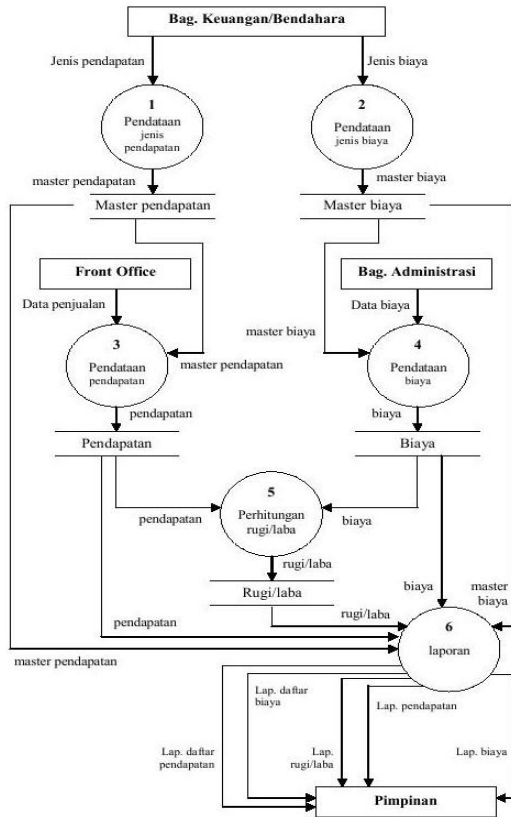 Bag. Keuangan/Bendahara
Jenis pendapatan
Jenis biaya
1
Pendataan
jenis
pendapatan
2
Pendataan
jenis biaya
master pendapatan
master biaya
Master pendapatan
Master biaya
Front Office
Bag. Administrasi
Data penjualan
Data biaya
master biaya
3
Pendataan
pendapatan
master pendapatan
4
Pendataan
biaya
pendapatan
biaya
Pendapatan
Biaya
5
Perhitungan
rugi/laba
pendapatan
biaya
rugi/laba
Rugi/laba
biaya
master
biaya
rugi/laba
pendapatan
6
laporan
master pendapatan
Lap. daftar
biaya
Lap. pendapatan
Lap. daftar
pendapatan
Lap.
rugi/laba
Lap. biaya
Pimpinan